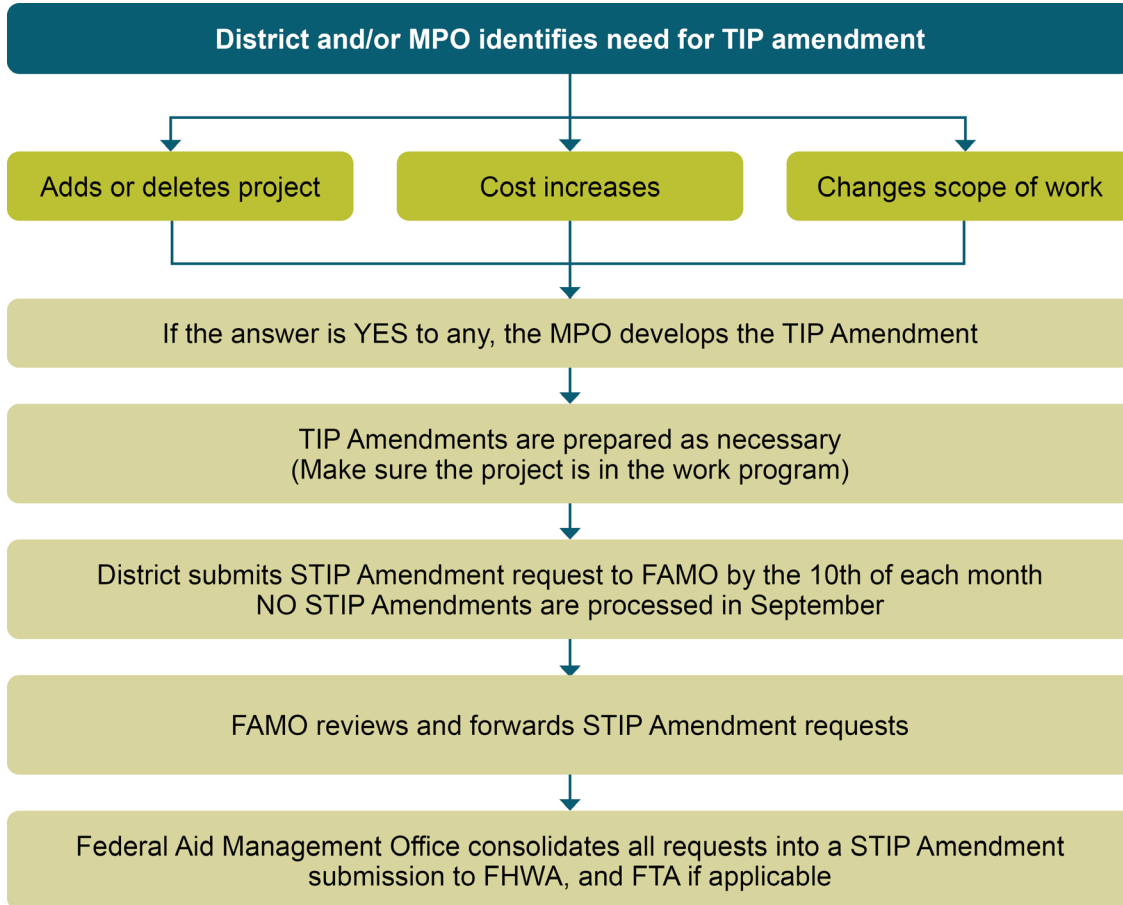 District and/or MPO identifies need for TIP amendment
Adds or deletes project
Cost increases
Changes scope of work
If the answer is YES to any, the MPO develops the TIP Amendment
TIP Amendments are prepared as necessary
(Make sure the project is in the work program)
District submits STIP Amendment request to FAMO by the 10th of each month
NO STIP Amendments are processed in September
FAMO reviews and forwards STIP Amendment requests
Federal Aid Management Office consolidates all requests into a STIP Amendment
submission to FHWA, and FTA if applicable